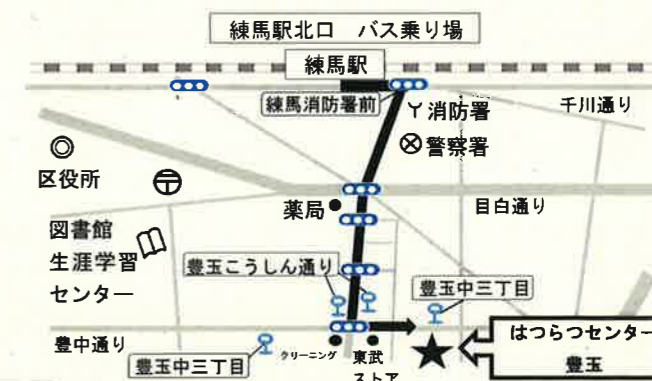 練馬駅北口 バス乗り場
練馬駅
練馬消防署前
消防署
千川通り
警察署
区役所
薬局
目白通り
図書館
生涯学習
センター
豊玉こうしん通り
豊玉中三丁目
豊中通り
豊玉中三丁目
クリーニング
東武
ストア
はつらつセンター
豊玉